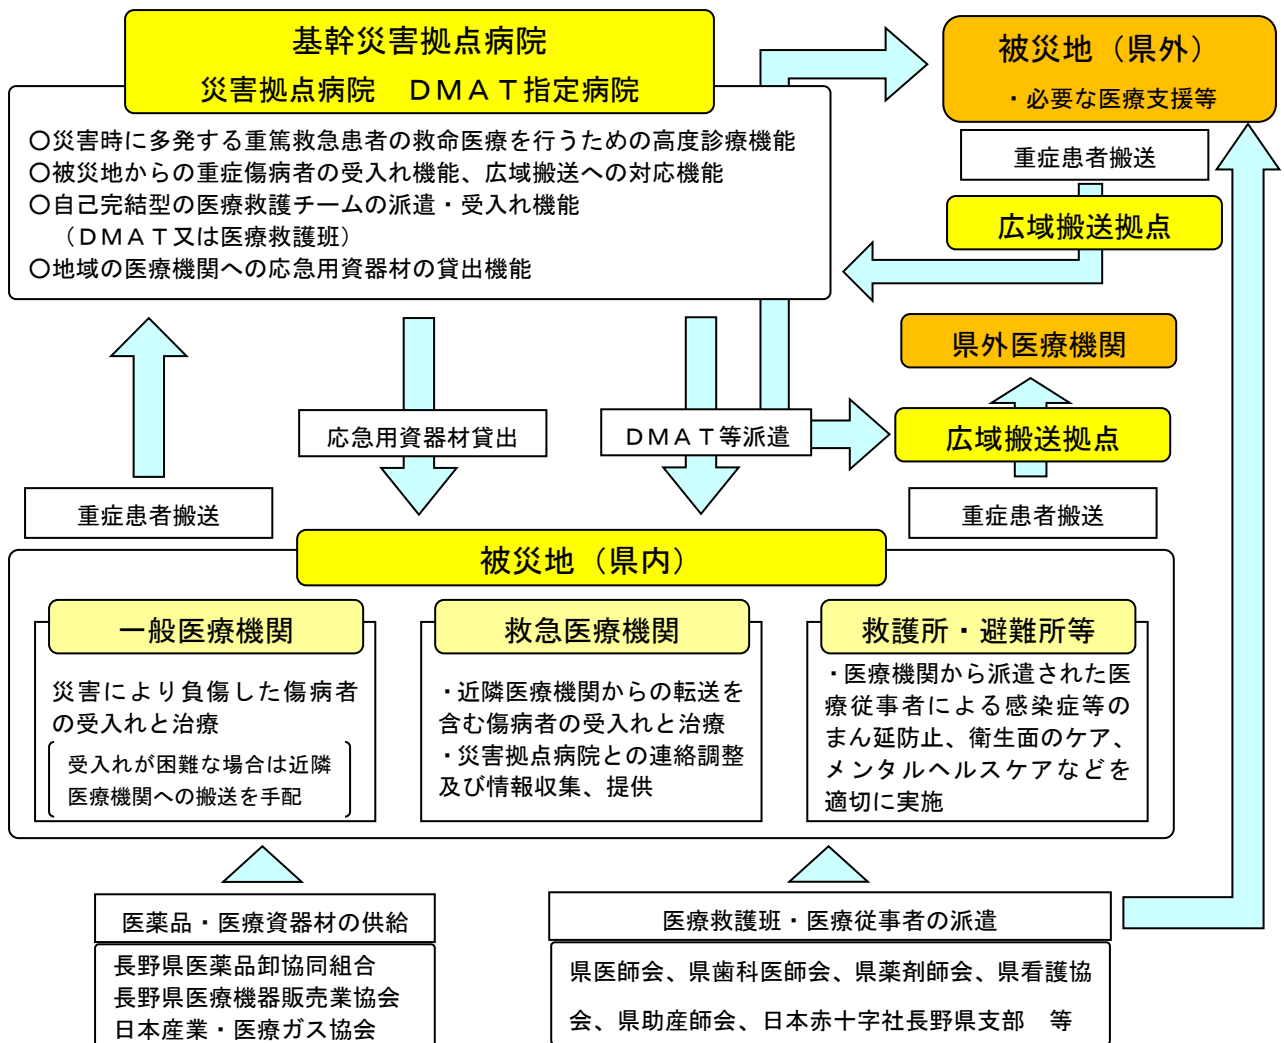 基幹災害拠点病院
災害拠点病院　ＤＭＡＴ指定病院
〇災害時に多発する重篤救急患者の救命医療を行うための高度診療機能
〇被災地からの重症傷病者の受入れ機能、広域搬送への対応機能
〇自己完結型の医療救護チームの派遣・受入れ機能
（ＤＭＡＴ又は医療救護班）
〇地域の医療機関への応急用資器材の貸出機能
被災地（県外）
・必要な医療支援等
重症患者搬送
広域搬送拠点
県外医療機関
広域搬送拠点
重症患者搬送
応急用資器材貸出
ＤＭＡＴ等派遣
重症患者搬送
被災地（県内）
一般医療機関
災害により負傷した傷病者
の受入れと治療
受入れが困難な場合は近隣
医療機関への搬送を手配
救急医療機関
・近隣医療機関からの転送を
含む傷病者の受入れと治療
・災害拠点病院との連絡調整
及び情報収集、提供
救護所・避難所等
・医療機関から派遣された医
療従事者による感染症等の
まん延防止、衛生面のケア、
メンタルヘルスケアなどを
適切に実施
医薬品・医療資器材の供給
長野県医薬品卸協同組合
長野県医療機器販売業協会
日本産業・医療ガス協会
医療救護班・医療従事者の派遣
県医師会、県歯科医師会、県薬剤師会、県看護協
会、県助産師会、日本赤十字社長野県支部　等